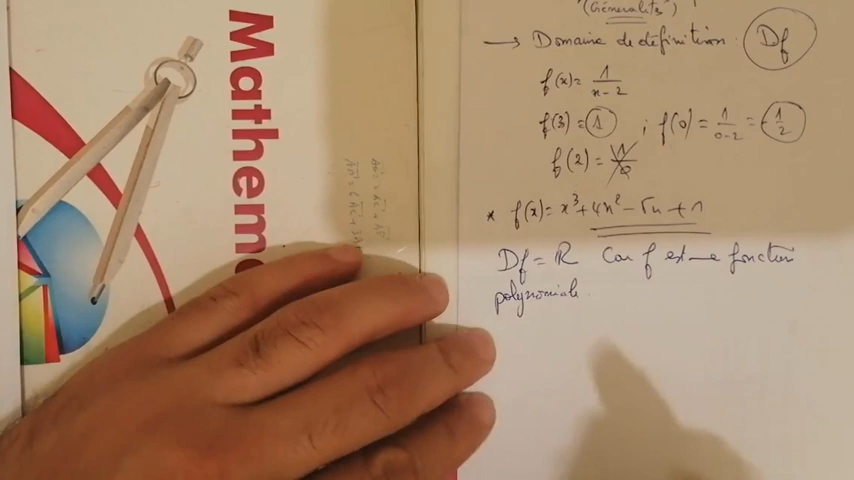 (Généralités)
→ Domaine de définition : Df
f(x) = 1/x-2
f(3) = 1 ; f(0) = 1/0-2 = -1/2
f(2) = 1/0
* f(x) = x³ + 4x² - 5x + 1
Df = R Car f est une fonction
polynomiale.
Mathem